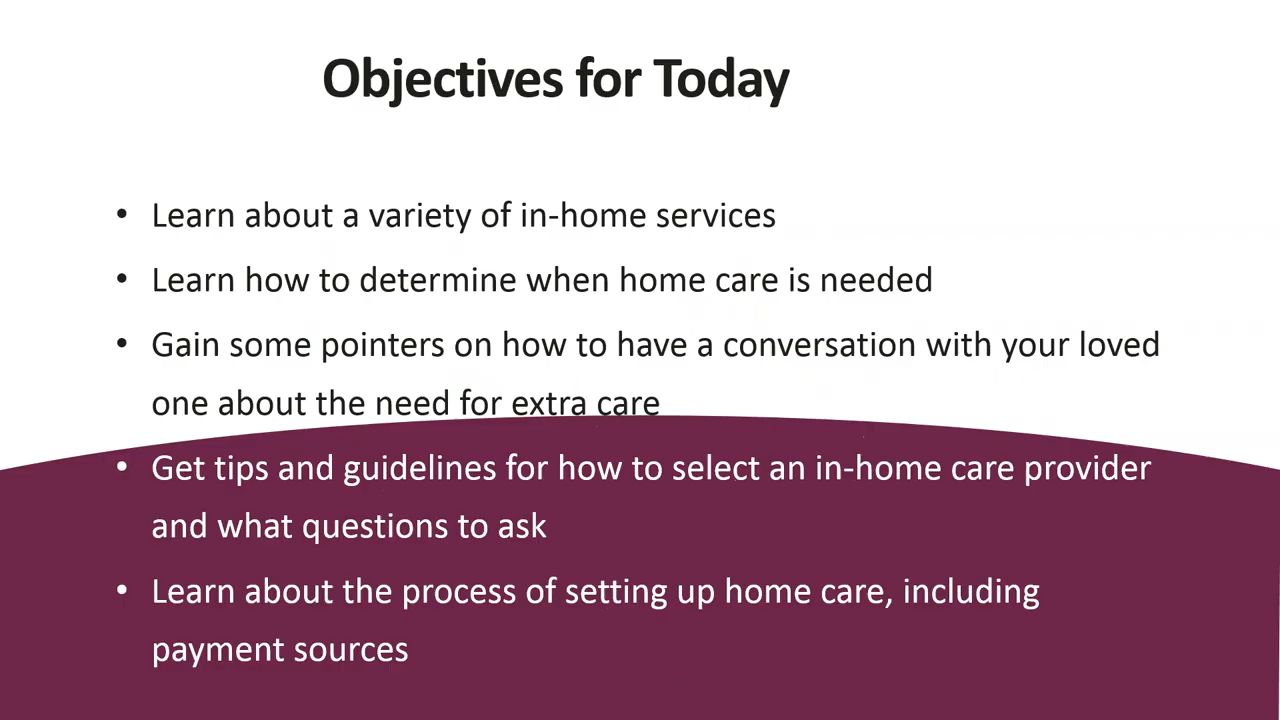 Objectives for Today
• Learn about a variety of in-home services
• Learn how to determine when home care is needed
• Gain some pointers on how to have a conversation with your loved
one about the need for extra care
• Get tips and guidelines for how to select an in-home care provider
and what questions to ask
• Learn about the process of setting up home care, including
payment sources